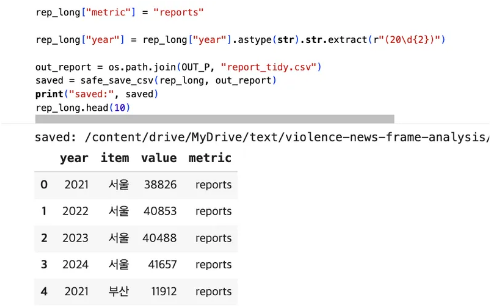 rep_long["metric"] = "reports"
rep_long["year"] = rep_long["year"].astype(str).str.extract(r"(20\d{2})")
out_report = os.path.join(OUT_P, "report_tidy.csv")
saved = safe_save_csv(rep_long, out_report)
print("saved:", saved)
rep_long.head(10)
saved: /content/drive/MyDrive/text/violence-news-frame-analysis/
year item value metric
0 2021 서울 38826 reports
1 2022 서울 40853 reports
2 2023 서울 40488 reports
3 2024 서울 41657 reports
4 2021 부산 11912 reports